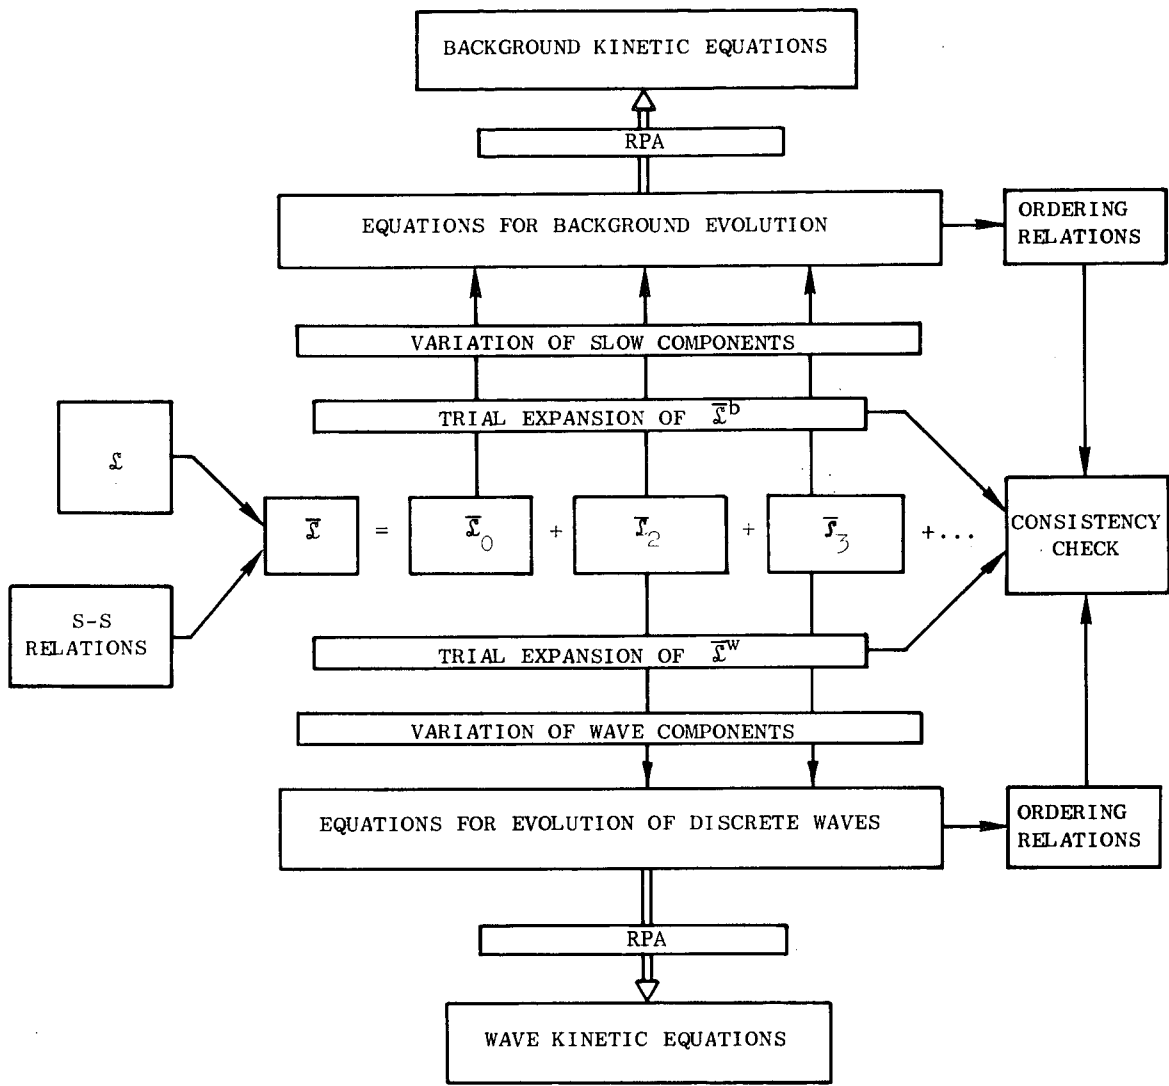 BACKGROUND KINETIC EQUATIONS
RPA
EQUATIONS FOR BACKGROUND EVOLUTION
ORDERING
RELATIONS
VARIATION OF SLOW COMPONENTS
TRIAL EXPANSION OF ℒ̅ᵇ
ℒ
ℒ̅ = ℒ̅₀ + ℒ̅₂ + ℒ̅₃ +...
CONSISTENCY
CHECK
S-S
RELATIONS
TRIAL EXPANSION OF ℒ̅ʷ
VARIATION OF WAVE COMPONENTS
EQUATIONS FOR EVOLUTION OF DISCRETE WAVES
ORDERING
RELATIONS
RPA
WAVE KINETIC EQUATIONS